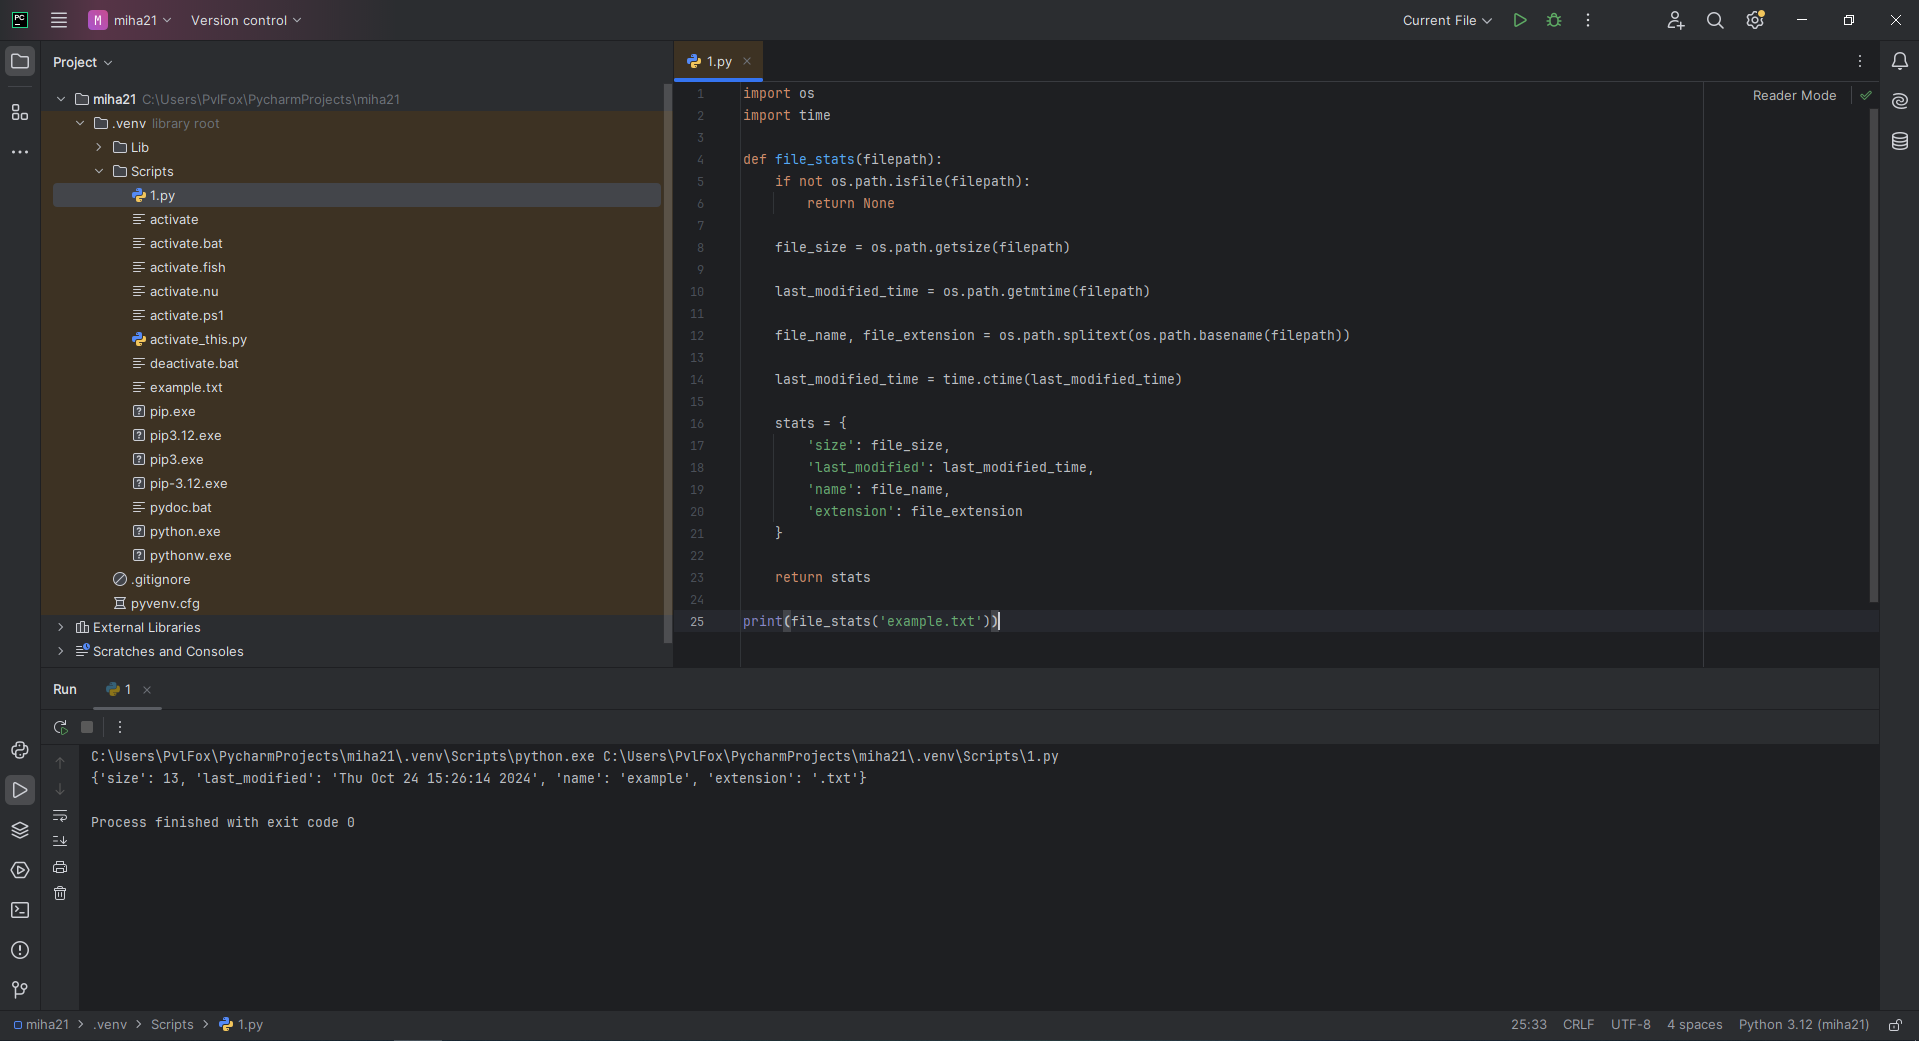 PC
M miha21 Version control Current File
Project
miha21 C:\Users\PvlFox\PycharmProjects\miha21
.venv library root
Lib
Scripts
1.py
activate
activate.bat
activate.fish
activate.nu
activate.ps1
activate_this.py
deactivate.bat
example.txt
pip.exe
pip3.12.exe
pip3.exe
pip-3.12.exe
pydoc.bat
python.exe
pythonw.exe
.gitignore
pyvenv.cfg
External Libraries
Scratches and Consoles
1.py
Reader Mode
1 import os
2 import time
3
4 def file_stats(filepath):
5     if not os.path.isfile(filepath):
6         return None
7
8     file_size = os.path.getsize(filepath)
9
10     last_modified_time = os.path.getmtime(filepath)
11
12     file_name, file_extension = os.path.splitext(os.path.basename(filepath))
13
14     last_modified_time = time.ctime(last_modified_time)
15
16     stats = {
17         'size': file_size,
18         'last_modified': last_modified_time,
19         'name': file_name,
20         'extension': file_extension
21     }
22
23     return stats
24
25 print(file_stats('example.txt'))
Run 1
C:\Users\PvlFox\PycharmProjects\miha21\.venv\Scripts\python.exe C:\Users\PvlFox\PycharmProjects\miha21\.venv\Scripts\1.py
{'size': 13, 'last_modified': 'Thu Oct 24 15:26:14 2024', 'name': 'example', 'extension': '.txt'}
Process finished with exit code 0
miha21 > .venv > Scripts > 1.py 25:33 CRLF UTF-8 4 spaces Python 3.12 (miha21)